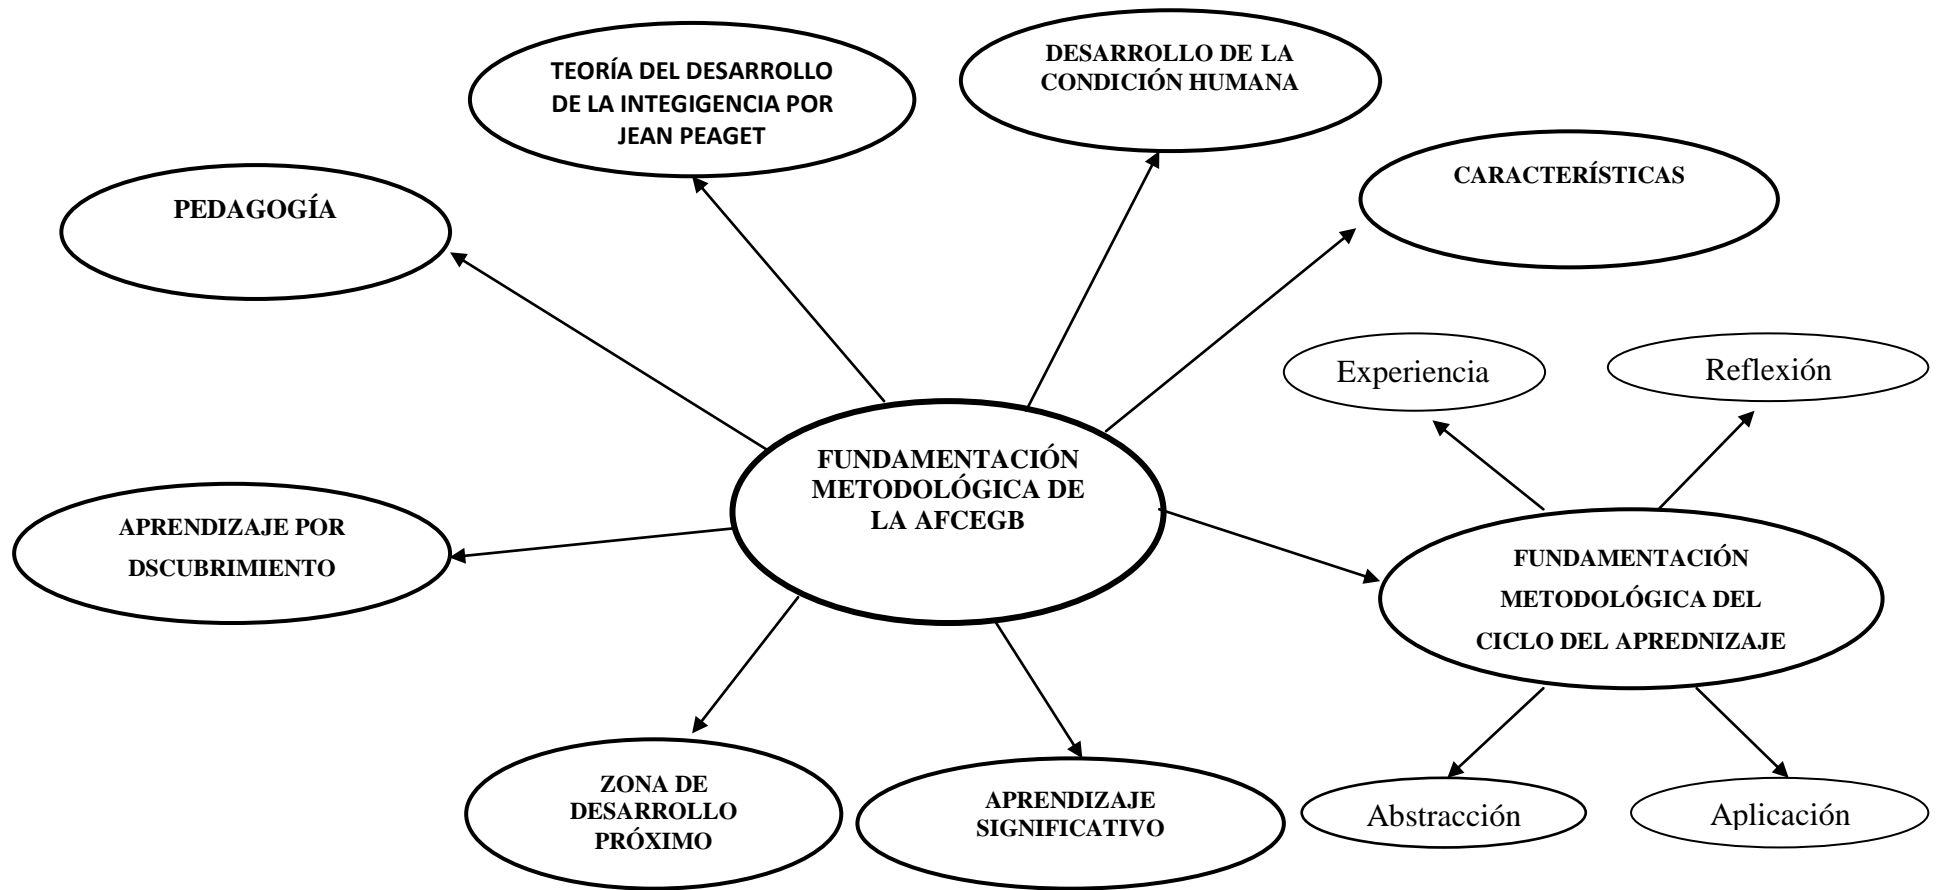 TEORÍA DEL DESARROLLO
DE LA INTEGIGENCIA POR
JEAN PEAGET
DESARROLLO DE LA
CONDICIÓN HUMANA
CARACTERÍSTICAS
PEDAGOGÍA
Experiencia
Reflexión
FUNDAMENTACIÓN
METODOLÓGICA DE
LA AFCEGB
APRENDIZAJE POR
DSCUBRIMIENTO
FUNDAMENTACIÓN
METODOLÓGICA DEL
CICLO DEL APREDNIZAJE
ZONA DE
DESARROLLO
PRÓXIMO
APRENDIZAJE
SIGNIFICATIVO
Abstracción
Aplicación